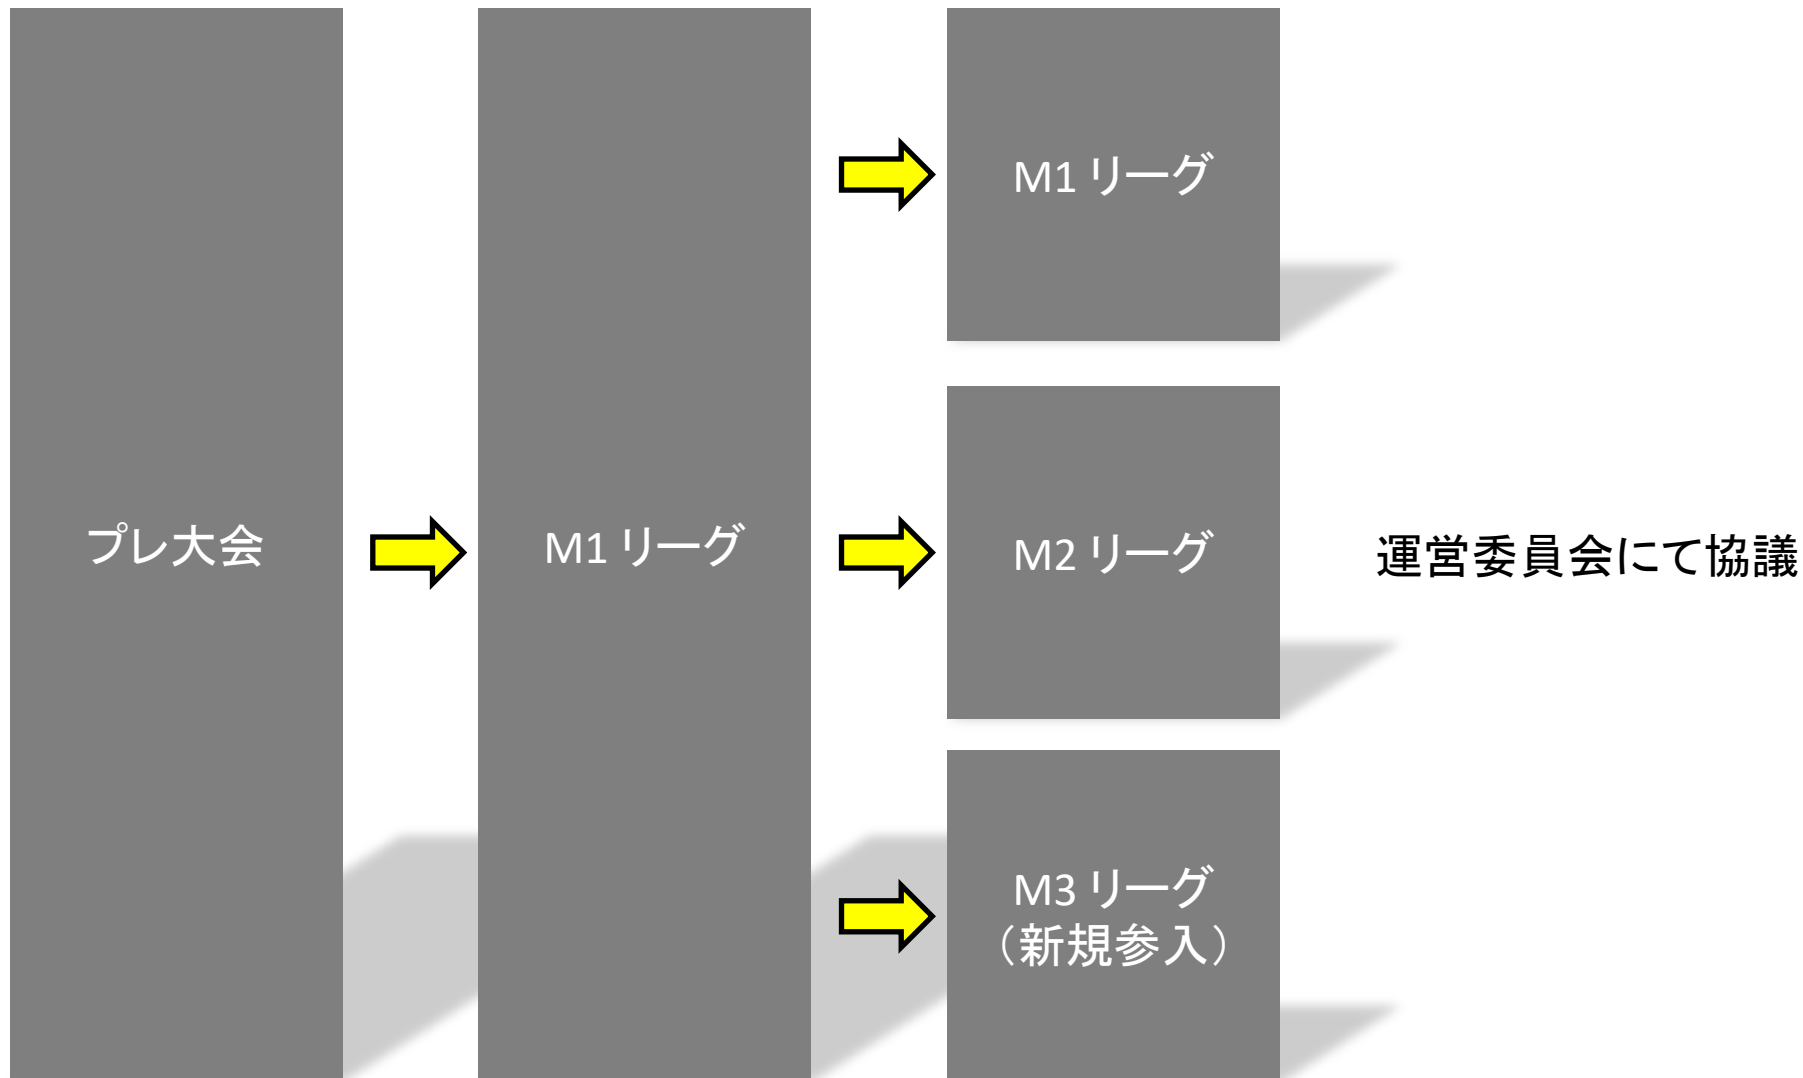 プレ大会
M1 リーグ
M1 リーグ
M2 リーグ
M3 リーグ
（新規参入）
運営委員会にて協議